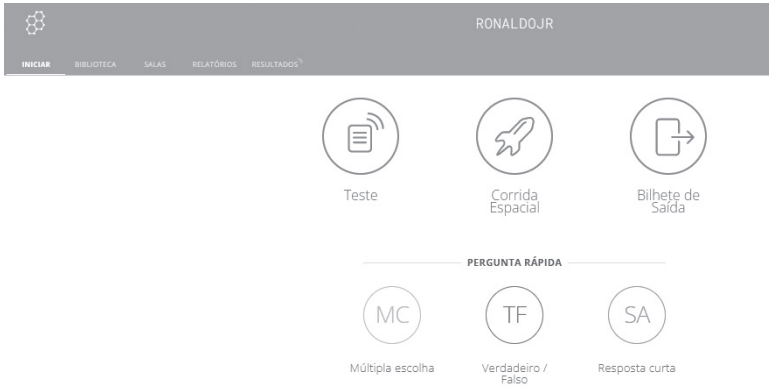 RONALDOJR
INICIAR BIBLIOTECA SALAS RELATÓRIOS RESULTADOS
Teste Corrida Bilhete de
Espacial Saída
PERGUNTA RÁPIDA
MC TF SA
Múltipla escolha Verdadeiro / Resposta curta
Falso